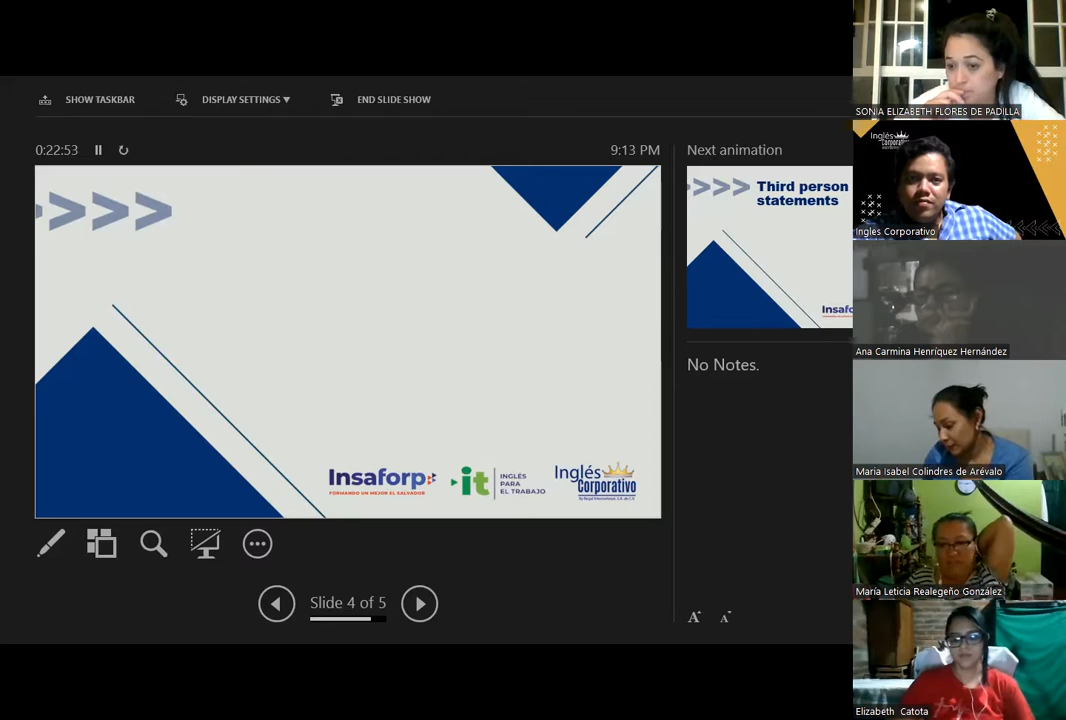 SHOW TASKBAR
DISPLAY SETTINGS ▼
END SLIDE SHOW
0:22:53
9:13 PM
Next animation
Third person
statements
Insaforp
FORMANDO UN MEJOR EL SALVADOR
it
INGLÉS
PARA
EL TRABAJO
Inglés
Corporativo
Insafo
No Notes.
Slide 4 of 5
A
A
SONIA ELIZABETH FLORES DE PADILLA
Inglés
Corporativo
Ingles Corporativo
Ana Carmina Henríquez Hernández
Maria Isabel Colindres de Arévalo
María Leticia Realegeño González
Elizabeth Catota